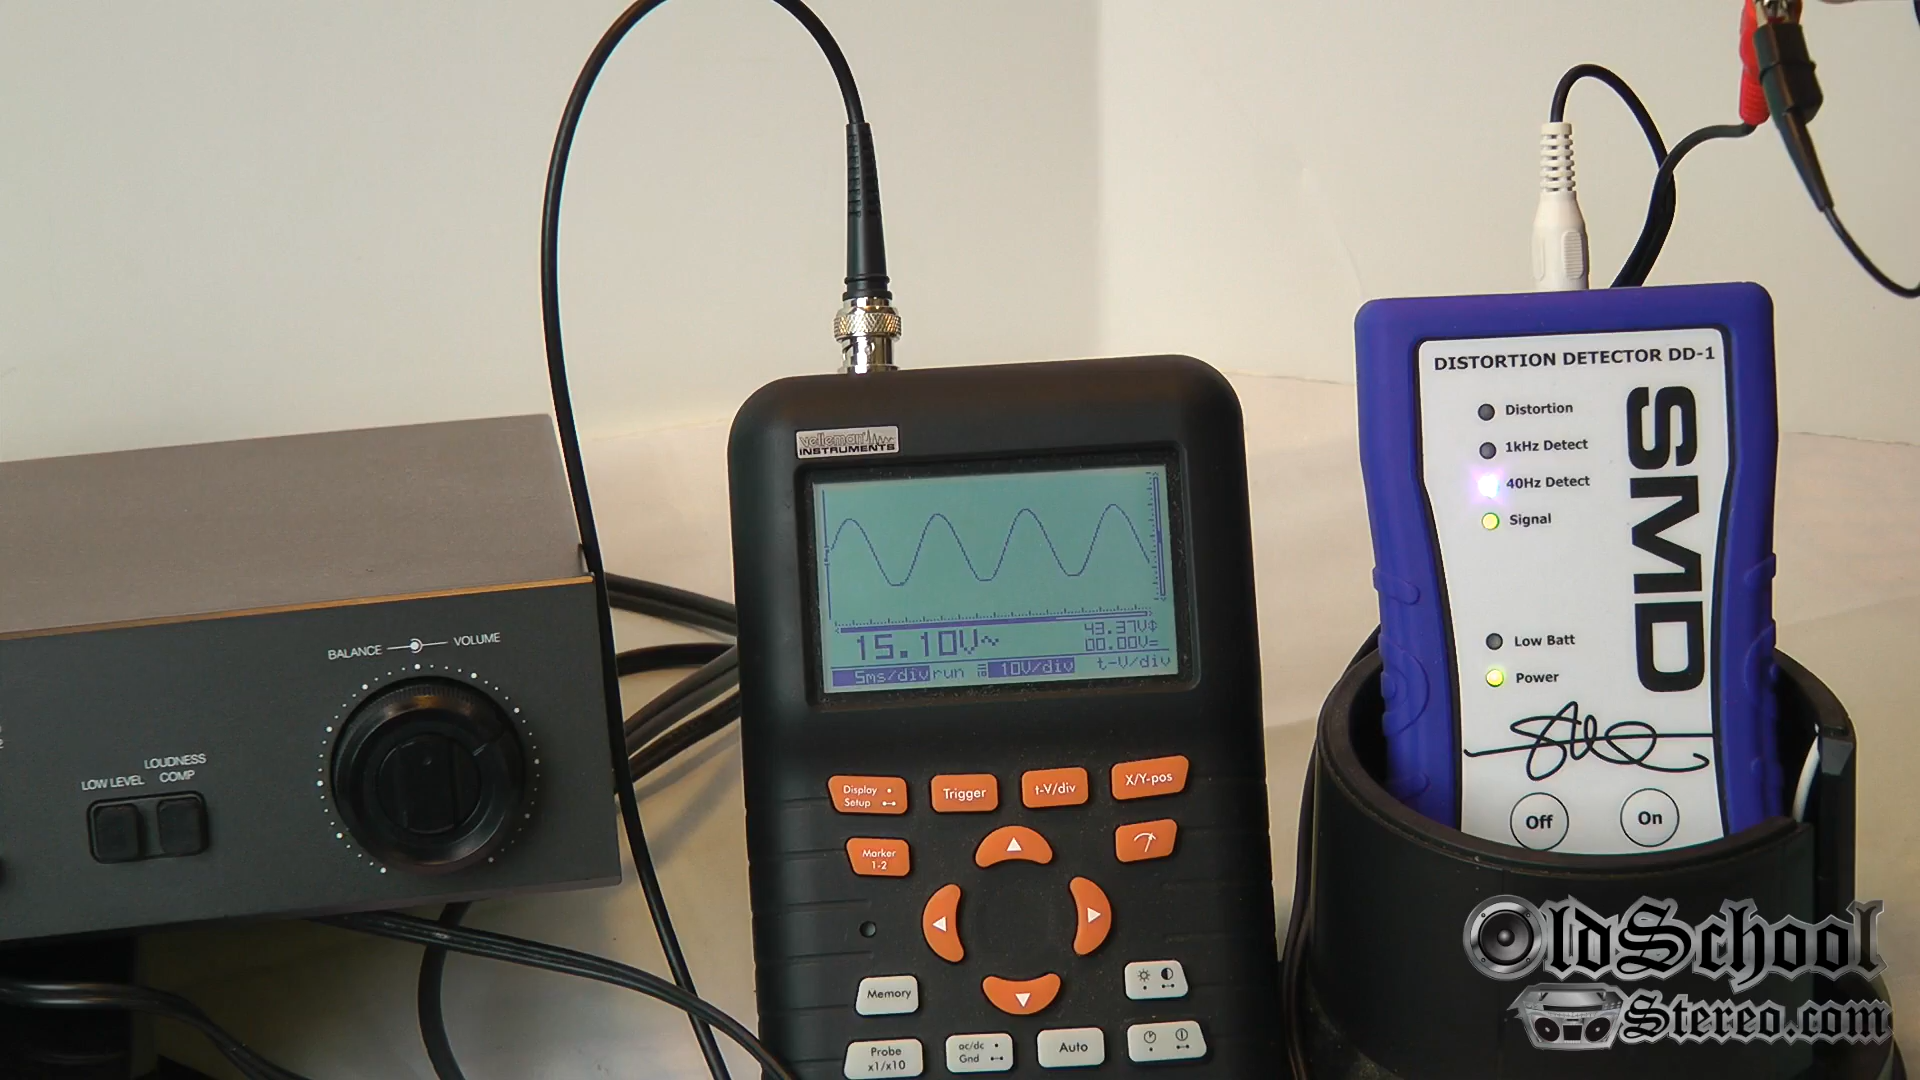 BALANCE
VOLUME
LOUDNESS
LOW LEVEL
COMP
velleman
INSTRUMENTS
15.10V~
43.37V
00.00V=
5ms/div run
10V/div
t-V/div
Display
Setup
Trigger
t-V/div
X/Y-pos
Marker
1-2
Memory
Probe
x1/x10
ac/dc
Gnd
Auto
DISTORTION DETECTOR DD-1
Distortion
1kHz Detect
40Hz Detect
Signal
SMD
Low Batt
Power
Off
On
OldSchool
Stereo.com